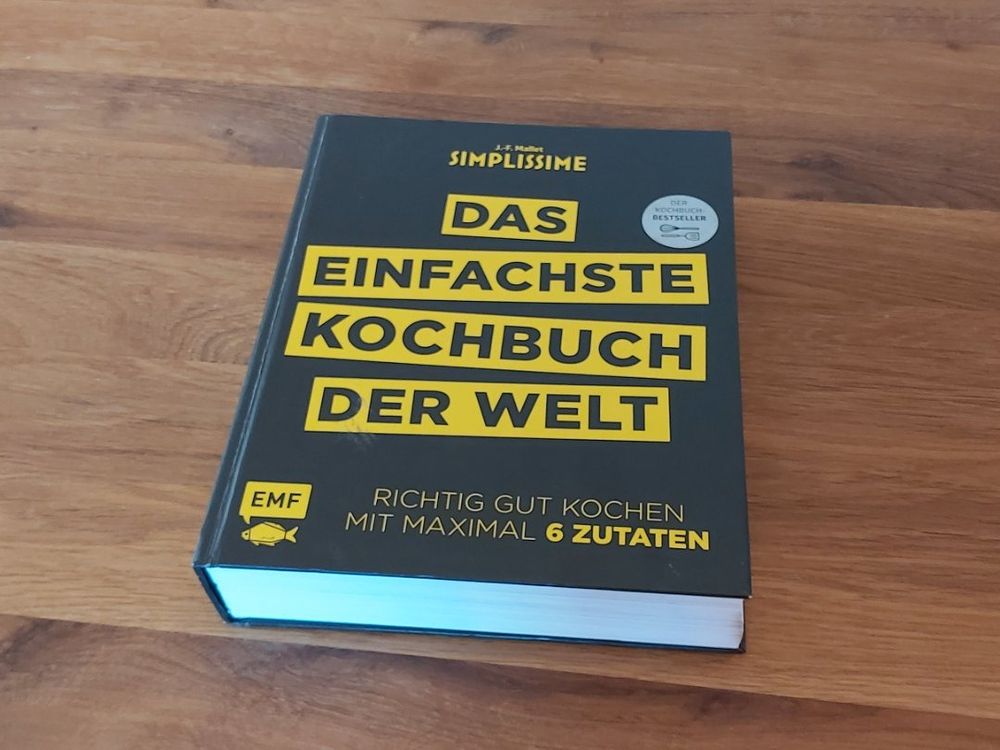 J.-F. Mallet
SIMPLISSIME
DAS
EINFACHSTE
KOCHBUCH
DER WELT
DER
KOCHBUCH-
BESTSELLER
EMF
RICHTIG GUT KOCHEN
MIT MAXIMAL 6 ZUTATEN